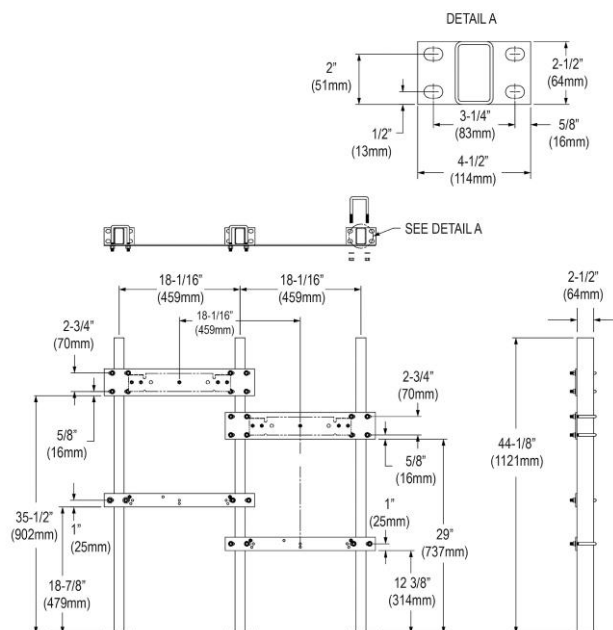 DETAIL A
2"
(51mm)
2-1/2"
(64mm)
3-1/4"
(83mm)
1/2"
(13mm)
5/8"
(16mm)
4-1/2"
(114mm)
SEE DETAIL A
18-1/16"
(459mm)
18-1/16"
(459mm)
18-1/16"
(459mm)
2-1/2"
(64mm)
2-3/4"
(70mm)
2-3/4"
(70mm)
5/8"
(16mm)
5/8"
(16mm)
44-1/8"
(1121mm)
35-1/2"
(902mm)
1"
(25mm)
1"
(25mm)
29"
(737mm)
18-7/8"
(479mm)
12 3/8"
(314mm)